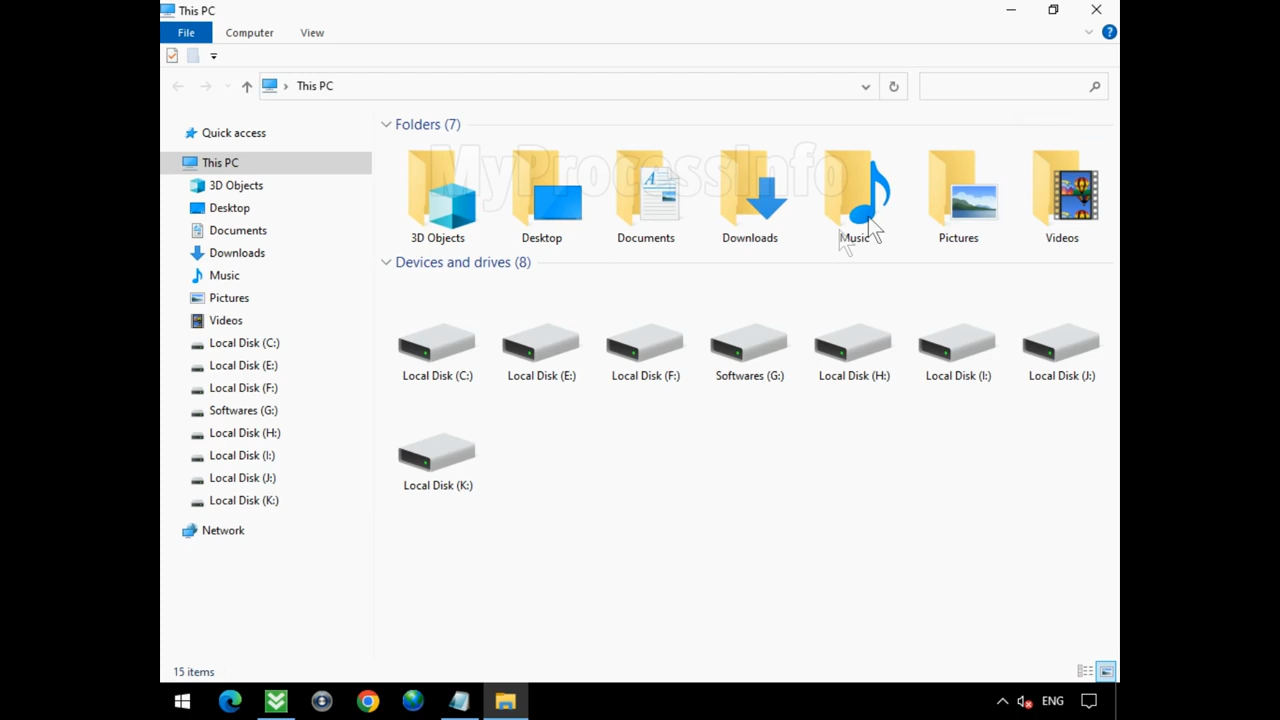 This PC
File
Computer
View
This PC
Quick access
This PC
3D Objects
Desktop
Documents
Downloads
Music
Pictures
Videos
Local Disk (C:)
Local Disk (E:)
Local Disk (F:)
Softwares (G:)
Local Disk (H:)
Local Disk (I:)
Local Disk (J:)
Local Disk (K:)
Network
Folders (7)
MyProcessInfo
3D Objects
Desktop
Documents
Downloads
Music
Pictures
Videos
Devices and drives (8)
Local Disk (C:)
Local Disk (E:)
Local Disk (F:)
Softwares (G:)
Local Disk (H:)
Local Disk (I:)
Local Disk (J:)
Local Disk (K:)
15 items
ENG